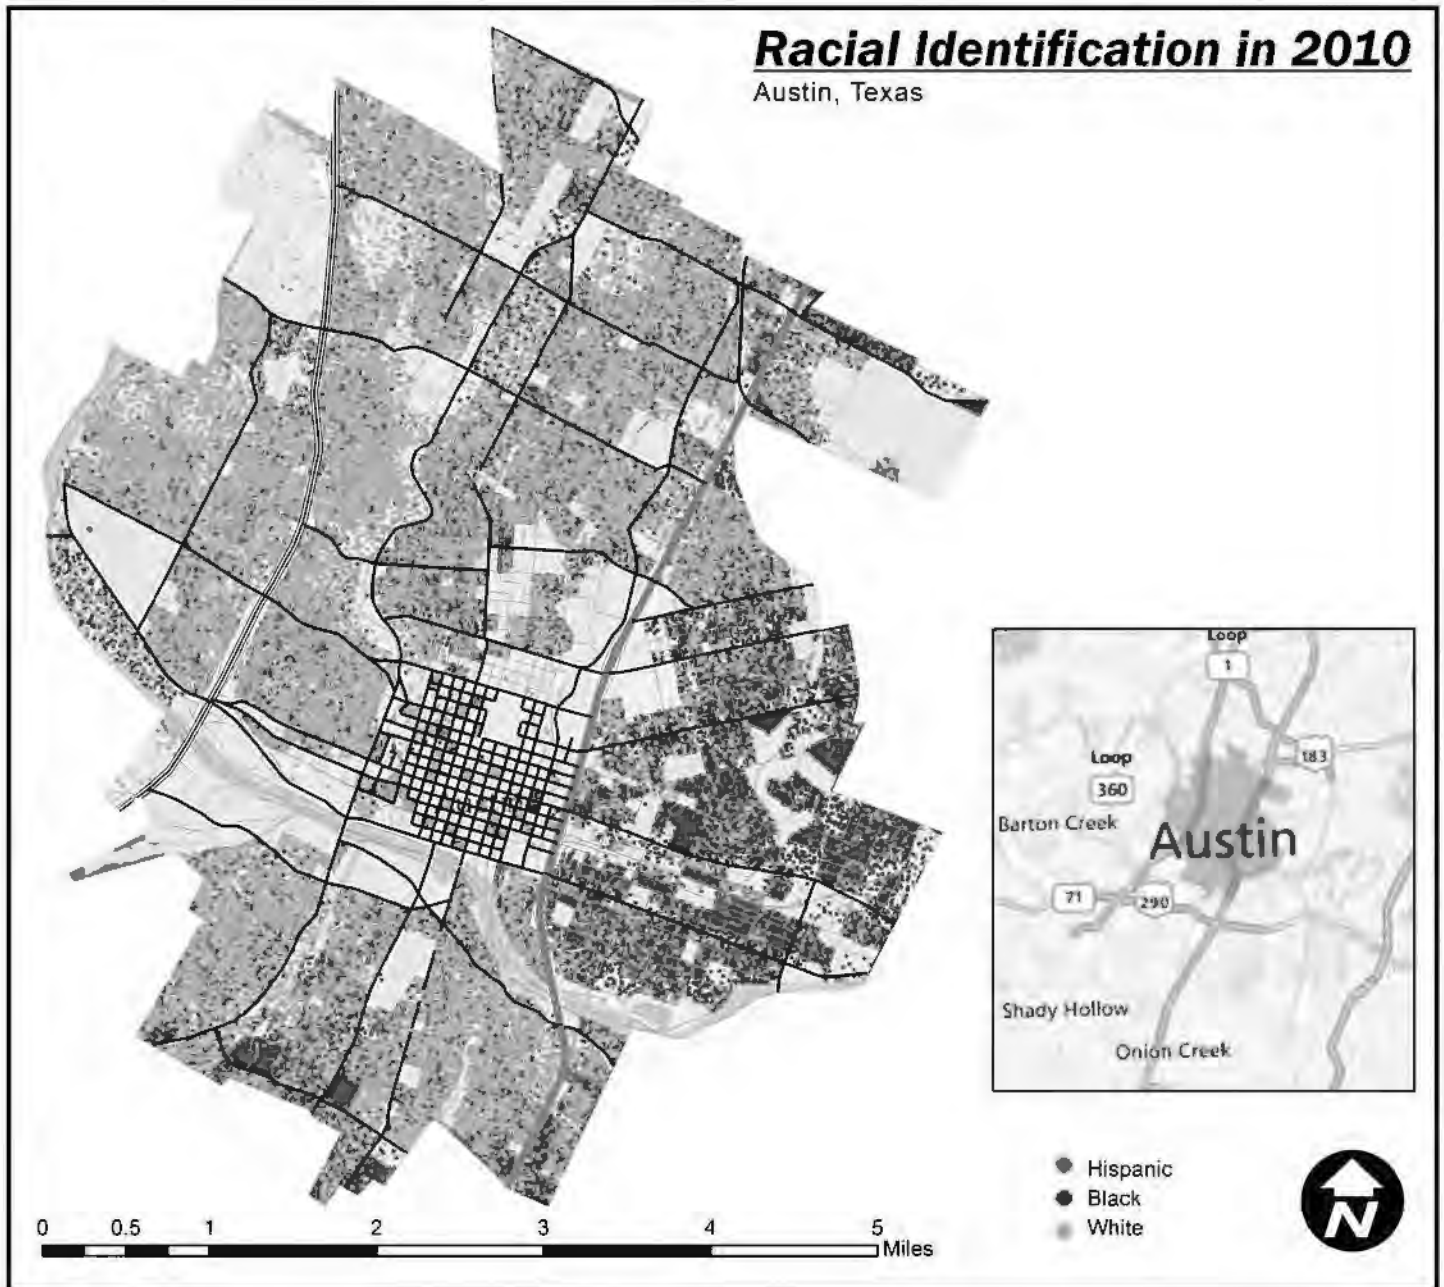 Racial Identification in 2010
Austin, Texas
Loop
1
183
Loop
360
Barton Creek
Austin
71
290
Shady Hollow
Onion Creek
Hispanic
Black
White
N
0 0.5 1 2 3 4 5
Miles